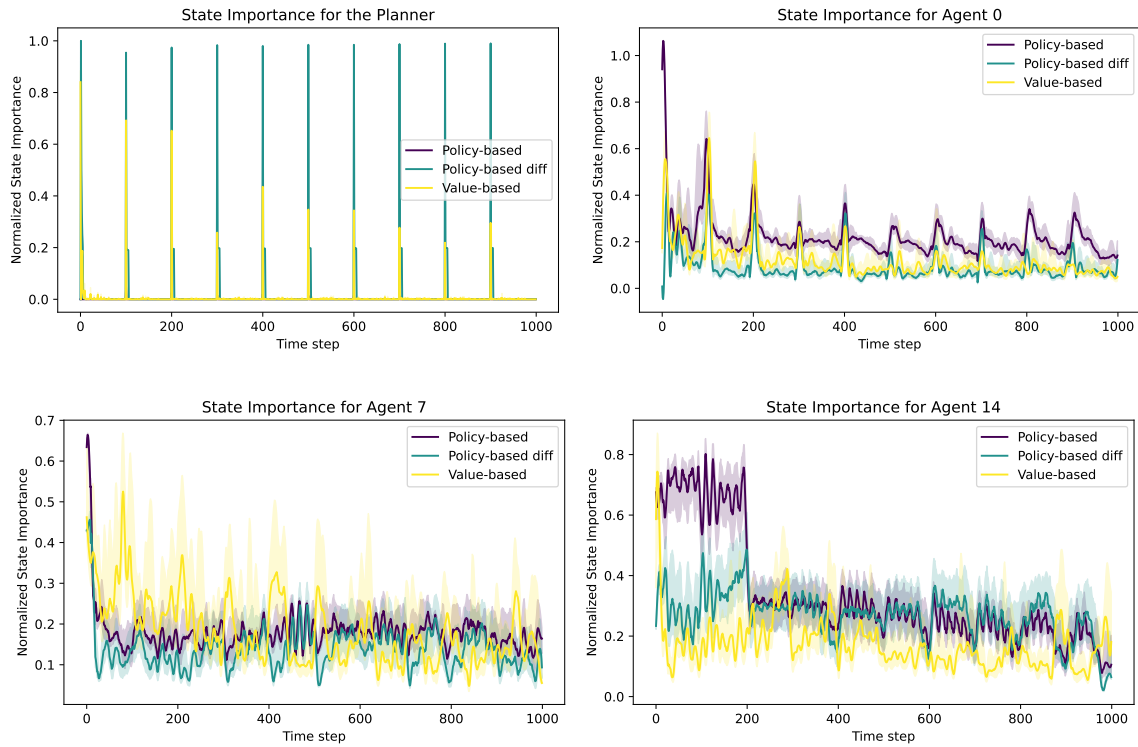 State Importance for the Planner
Normalized State Importance
1.0
0.8
0.6
0.4
0.2
0.0
Policy-based
Policy-based diff
Value-based
0
200
400
600
800
1000
Time step
State Importance for Agent 0
Normalized State Importance
1.0
0.8
0.6
0.4
0.2
0.0
Policy-based
Policy-based diff
Value-based
0
200
400
600
800
1000
Time step
State Importance for Agent 7
Normalized State Importance
0.7
0.6
0.5
0.4
0.3
0.2
0.1
Policy-based
Policy-based diff
Value-based
0
200
400
600
800
1000
Time step
State Importance for Agent 14
Normalized State Importance
0.8
0.6
0.4
0.2
0.0
Policy-based
Policy-based diff
Value-based
0
200
400
600
800
1000
Time step